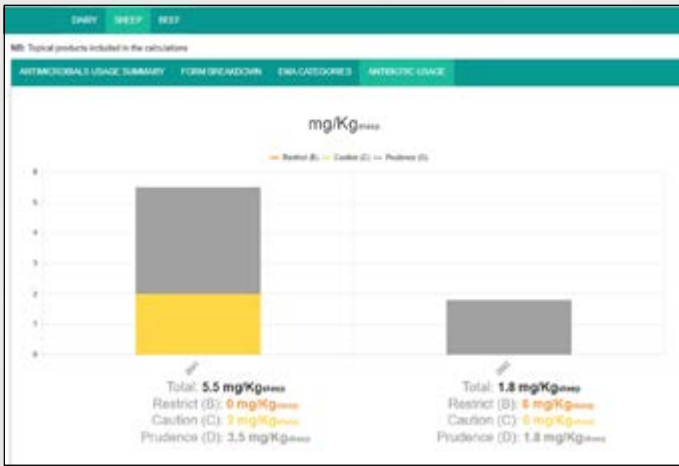 DAIRY SHEEP BEEF
NB: Topical products included in the calculations
ANTIMICROBIALS USAGE SUMMARY FORM BREAKDOWN EMA CATEGORIES ANTIBIOTIC USAGE
mg/Kgsheep
Restrict (B) Caution (C) Prudence (D)
6
5
4
3
2
1
0
Total: 5.5 mg/Kgsheep Total: 1.8 mg/Kgsheep
Restrict (B): 0 mg/Kgsheep Restrict (B): 0 mg/Kgsheep
Caution (C): 2 mg/Kgsheep Caution (C): 0 mg/Kgsheep
Prudence (D): 3.5 mg/Kgsheep Prudence (D): 1.8 mg/Kgsheep